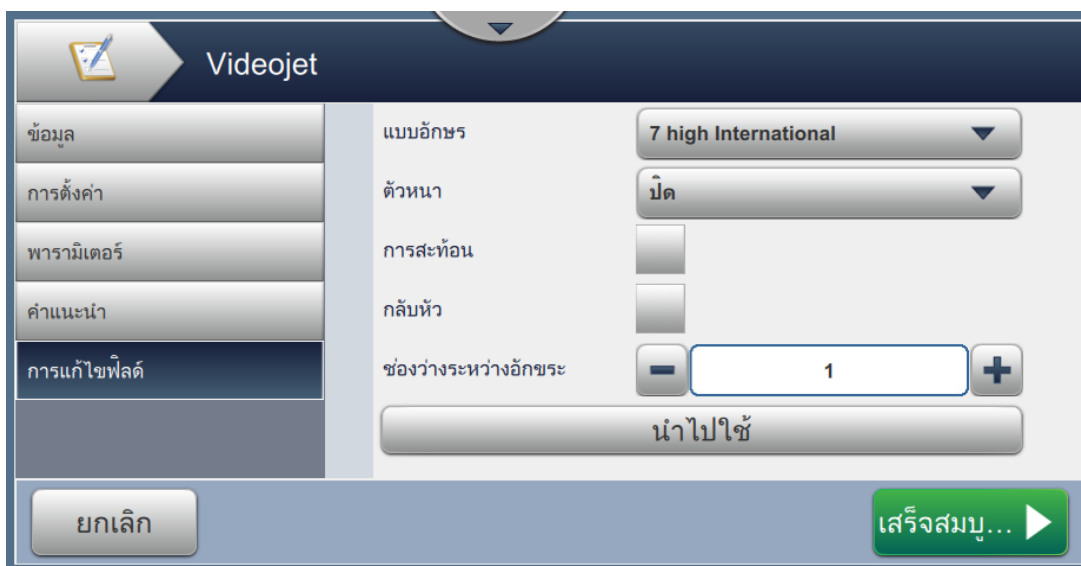 Videojet
ข้อมูล
การตั้งค่า
พารามิเตอร์
คำแนะนำ
การแก้ไขฟิลด์
แบบอักษร
7 high International
ตัวหนา
ปิด
การสะท้อน
กลับหัว
ช่องว่างระหว่างอักขระ
1
นำไปใช้
ยกเลิก
เสร็จสมบู...